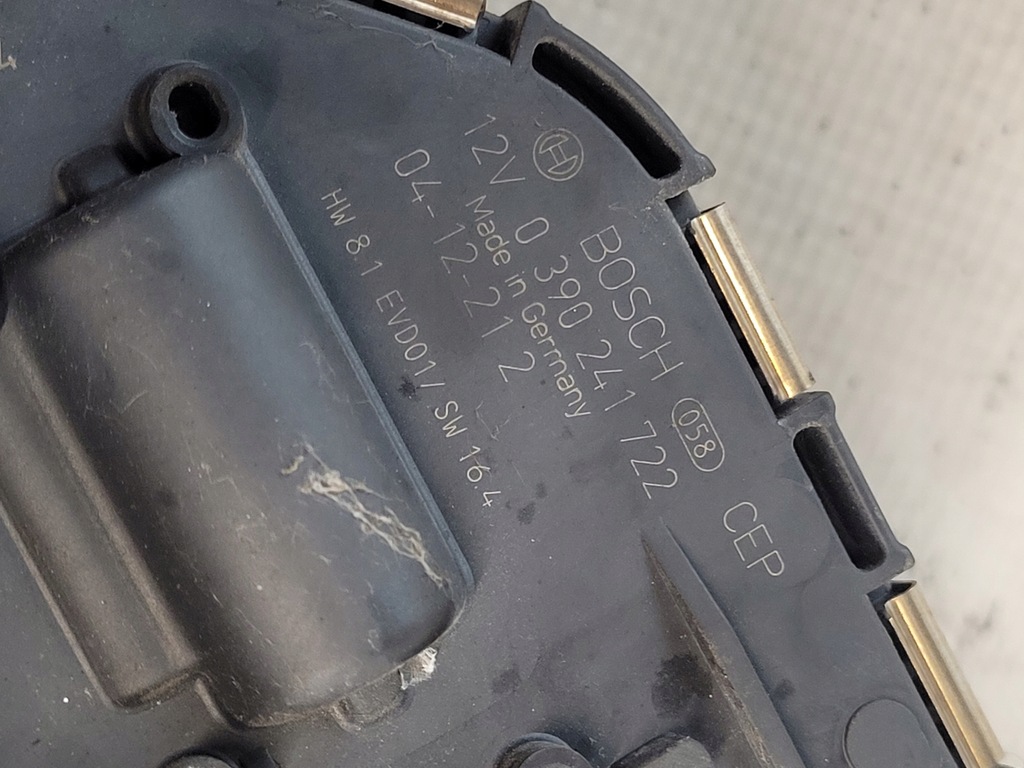 BOSCH 058 CEP
12V 0 390 241 722
Made in Germany
04-12-21 2
HW 8.1 EVD01/ SW 16.4